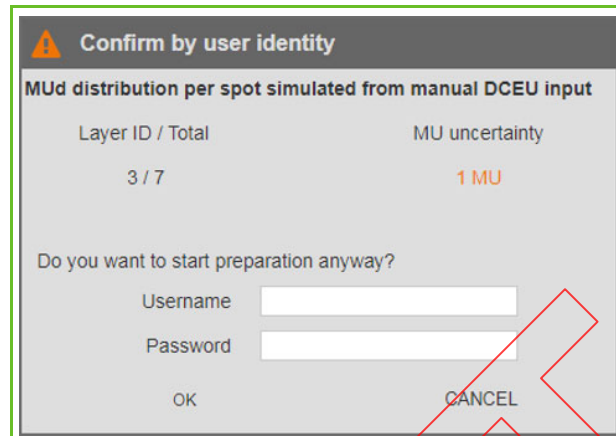 Confirm by user identity
MUd distribution per spot simulated from manual DCEU input
Layer ID / Total MU uncertainty
3 / 7 1 MU
Do you want to start preparation anyway?
Username
Password
OK CANCEL